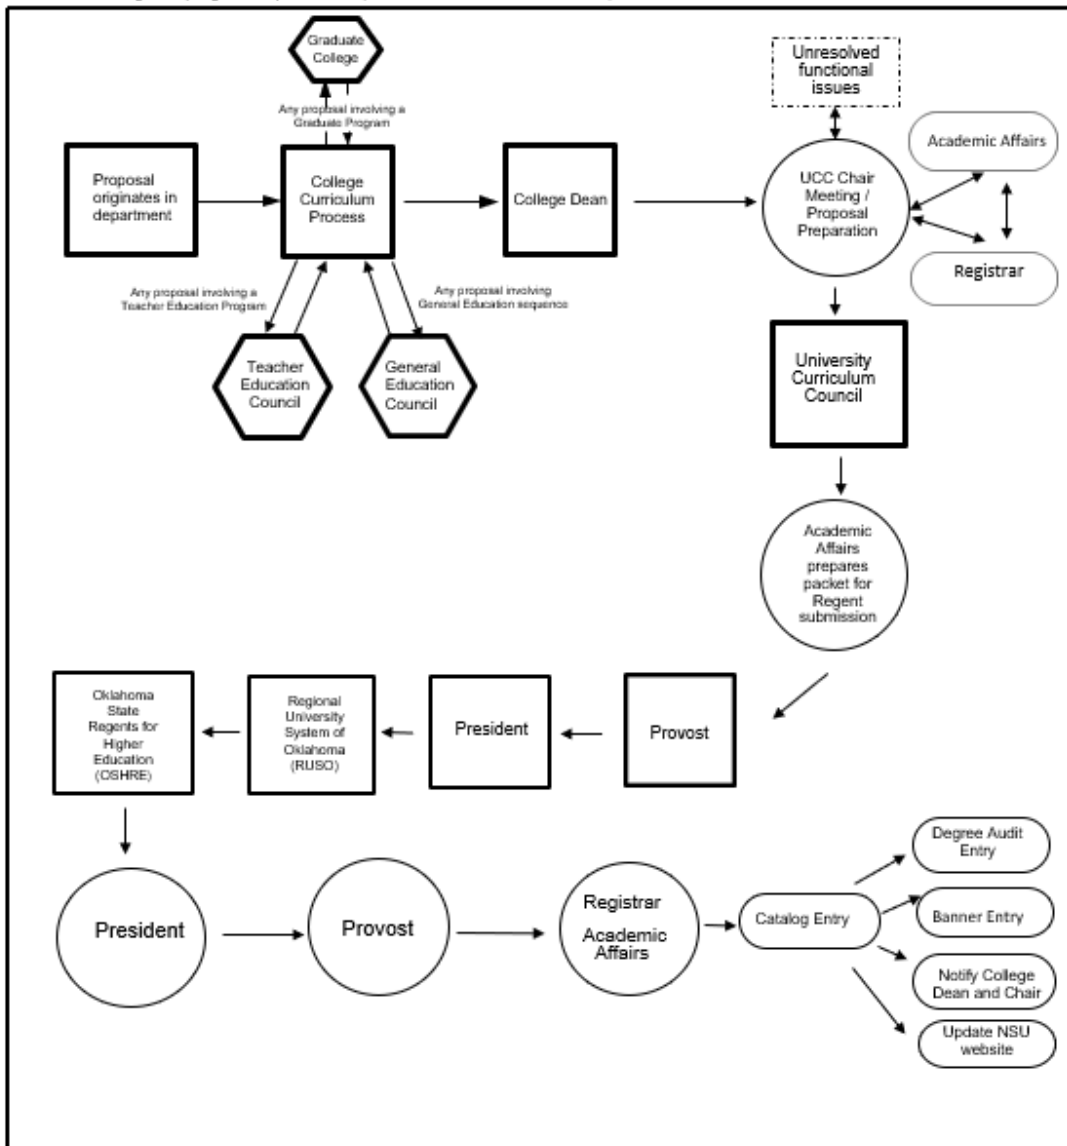 Graduate
College
Any proposal involving a
Graduate Program
Unresolved
functional
issues
Academic Affairs
Proposal
originates in
department
College
Curriculum
Process
College Dean
UCC Chair
Meeting /
Proposal
Preparation
Registrar
Any proposal involving a
Teacher Education Program
Any proposal involving
General Education sequence
Teacher
Education
Council
General
Education
Council
University
Curriculum
Council
Academic
Affairs
prepares
packet for
Regent
submission
Oklahoma
State
Regents for
Higher
Education
(OSHRE)
Regional
University
System of
Oklahoma
(RUSO)
President
Provost
President
Provost
Registrar
Academic
Affairs
Catalog Entry
Degree Audit
Entry
Banner Entry
Notify College
Dean and Chair
Update NSU
website